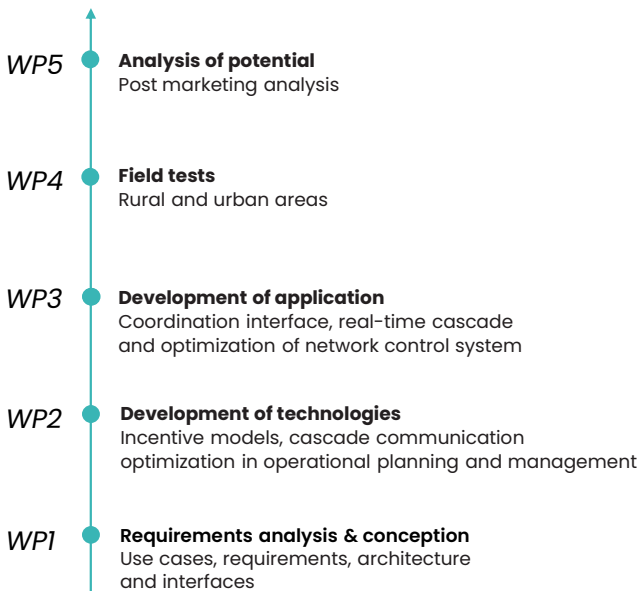 WP5
Analysis of potential
Post marketing analysis
WP4
Field tests
Rural and urban areas
WP3
Development of application
Coordination interface, real-time cascade
and optimization of network control system
WP2
Development of technologies
Incentive models, cascade communication
optimization in operational planning and management
WP1
Requirements analysis & conception
Use cases, requirements, architecture
and interfaces